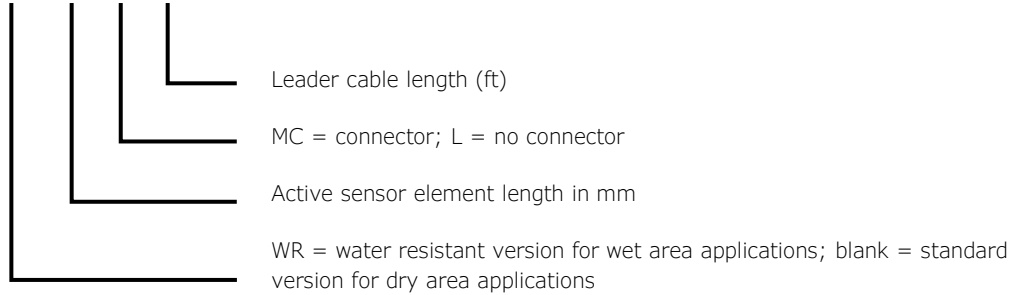 Leader cable length (ft)
MC = connector; L = no connector
Active sensor element length in mm
WR = water resistant version for wet area applications; blank = standard
version for dry area applications